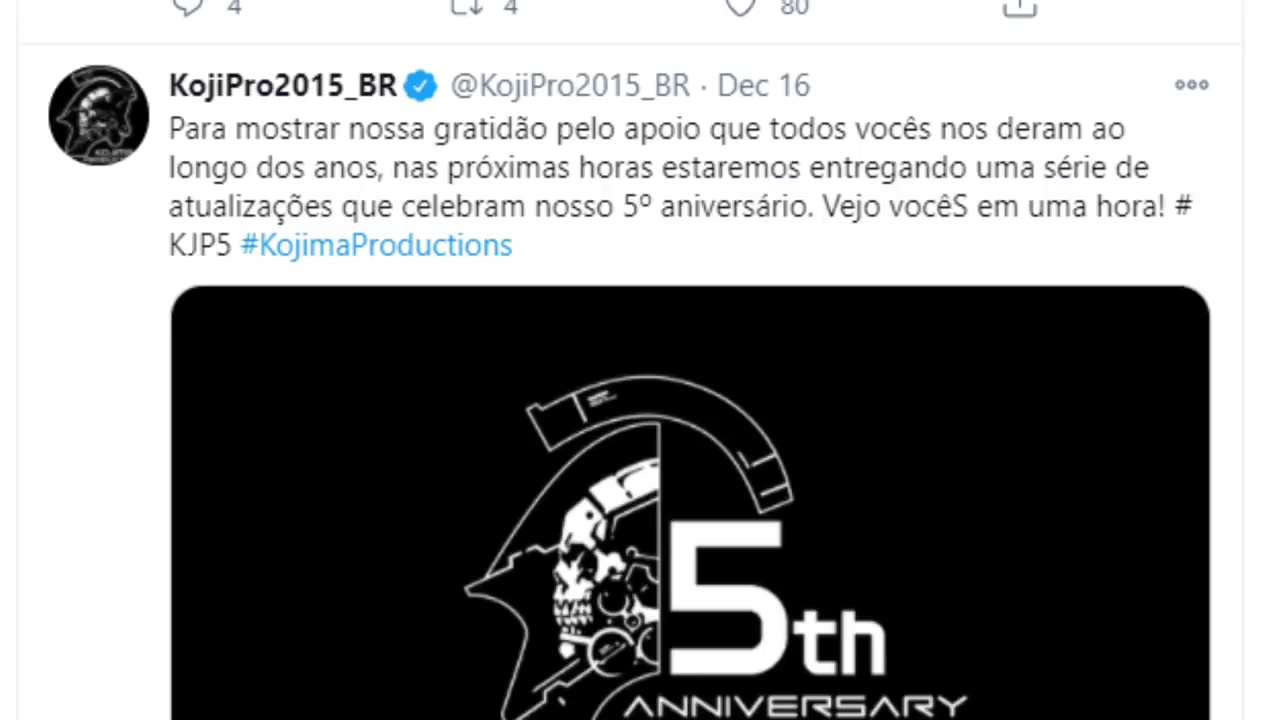 4 4 80
KojiPro2015_BR @KojiPro2015_BR · Dec 16
Para mostrar nossa gratidão pelo apoio que todos vocês nos deram ao
longo dos anos, nas próximas horas estaremos entregando uma série de
atualizações que celebram nosso 5º aniversário. Vejo vocêS em uma hora! #
KJP5 #KojimaProductions
5th
ANNIVERSARY